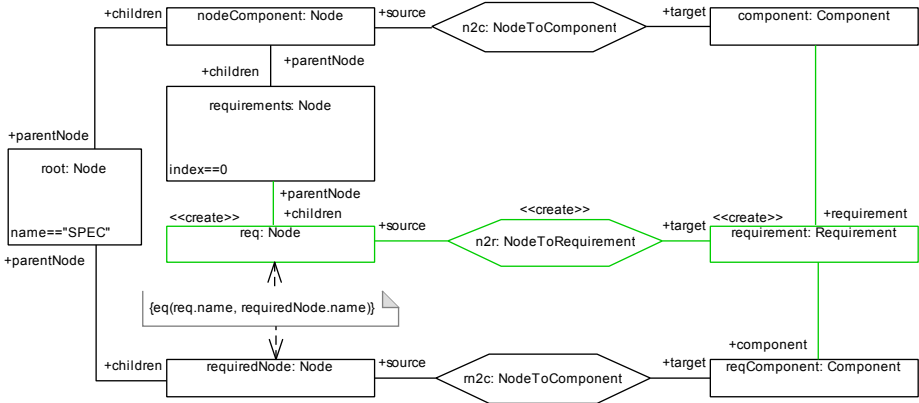 +children
nodeComponent: Node
+source
n2c: NodeToComponent
+target
component: Component
+parentNode
+children
requirements: Node
index==0
+parentNode
root: Node
name=="SPEC"
+parentNode
+parentNode
+children
<<create>>
req: Node
+source
<<create>>
n2r: NodeToRequirement
+target
<<create>>
+requirement
requirement: Requirement
{eq(req.name, requiredNode.name)}
+component
+children
requiredNode: Node
+source
rn2c: NodeToComponent
+target
reqComponent: Component